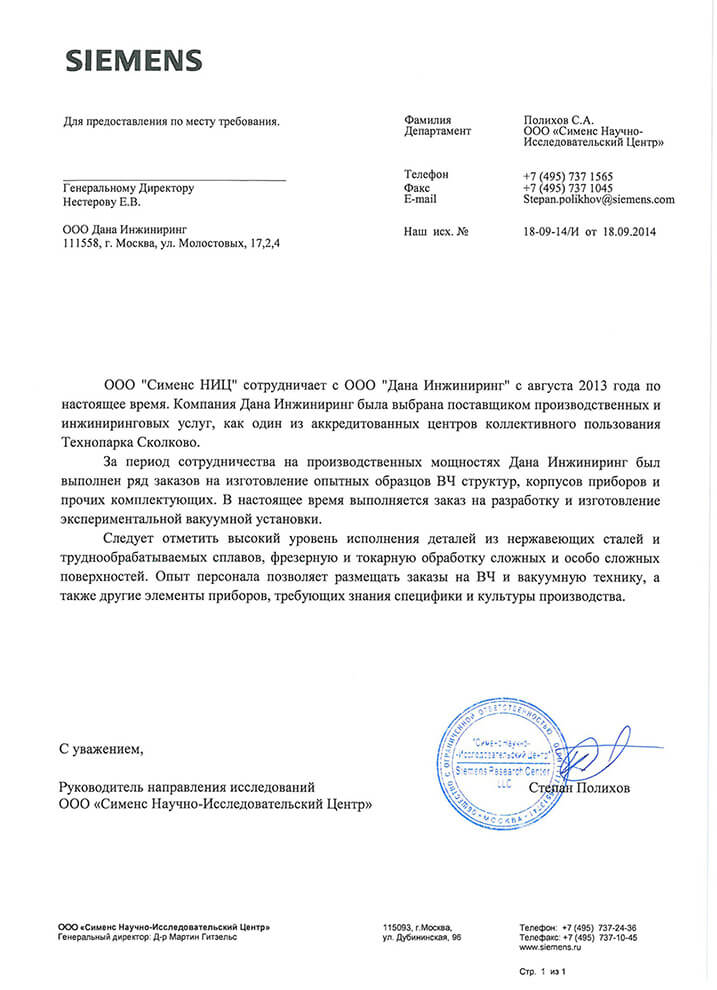 SIEMENS
Для предоставления по месту требования.
Генеральному Директору
Нестерову Е.В.
ООО Дана Инжиниринг
111558, г. Москва, ул. Молостовых, 17,2,4
Фамилия Полихов С.А.
Департамент ООО «Сименс Научно-
Исследовательский Центр»
Телефон +7 (495) 737 1565
Факс +7 (495) 737 1045
E-mail Stepan.polikhov@siemens.com
Наш исх. № 18-09-14/И от 18.09.2014
ООО "Сименс НИЦ" сотрудничает с ООО "Дана Инжиниринг" с августа 2013 года по
настоящее время. Компания Дана Инжиниринг была выбрана поставщиком производственных и
инжиниринговых услуг, как один из аккредитованных центров коллективного пользования
Технопарка Сколково.
За период сотрудничества на производственных мощностях Дана Инжиниринг был
выполнен ряд заказов на изготовление опытных образцов ВЧ структур, корпусов приборов и
прочих комплектующих. В настоящее время выполняется заказ на разработку и изготовление
экспериментальной вакуумной установки.
Следует отметить высокий уровень исполнения деталей из нержавеющих сталей и
труднообрабатываемых сплавов, фрезерную и токарную обработку сложных и особо сложных
поверхностей. Опыт персонала позволяет размещать заказы на ВЧ и вакуумную технику, а
также другие элементы приборов, требующих знания специфики и культуры производства.
С уважением,
Руководитель направления исследований
ООО «Сименс Научно-Исследовательский Центр»
Степан Полихов
ОБЩЕСТВО С ОГРАНИЧЕННОЙ ОТВЕТСТВЕННОСТЬЮ
МОСКВА
"Сименс Научно-
Исследовательский Центр"
Siemens Research Center
LLC
ООО «Сименс Научно-Исследовательский Центр»
Генеральный директор: Д-р Мартин Гитзельс
115093, г.Москва,
ул. Дубининская, 96
Телефон: +7 (495) 737-24-36
Телефакс: +7 (495) 737-10-45
www.siemens.ru
Стр. 1 из 1